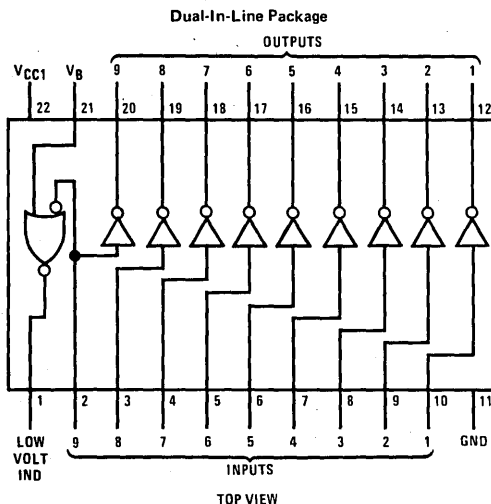 Dual-In-Line Package
OUTPUTS
VCC1 VB 9 8 7 6 5 4 3 2 1
22 21 20 19 18 17 16 15 14 13 12
1 2 3 4 5 6 7 8 9 10 11
LOW VOLT IND 9 8 7 6 5 4 3 2 1 GND
INPUTS
TOP VIEW